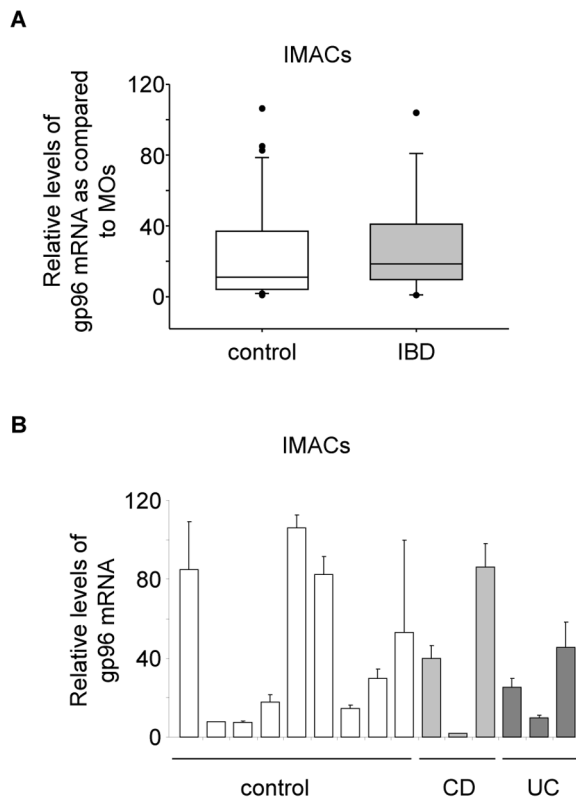 A
IMACs
Relative levels of
gp96 mRNA as compared
to MOs
120
80
40
0
control IBD
B
IMACs
Relative levels of
gp96 mRNA
120
80
40
0
control CD UC